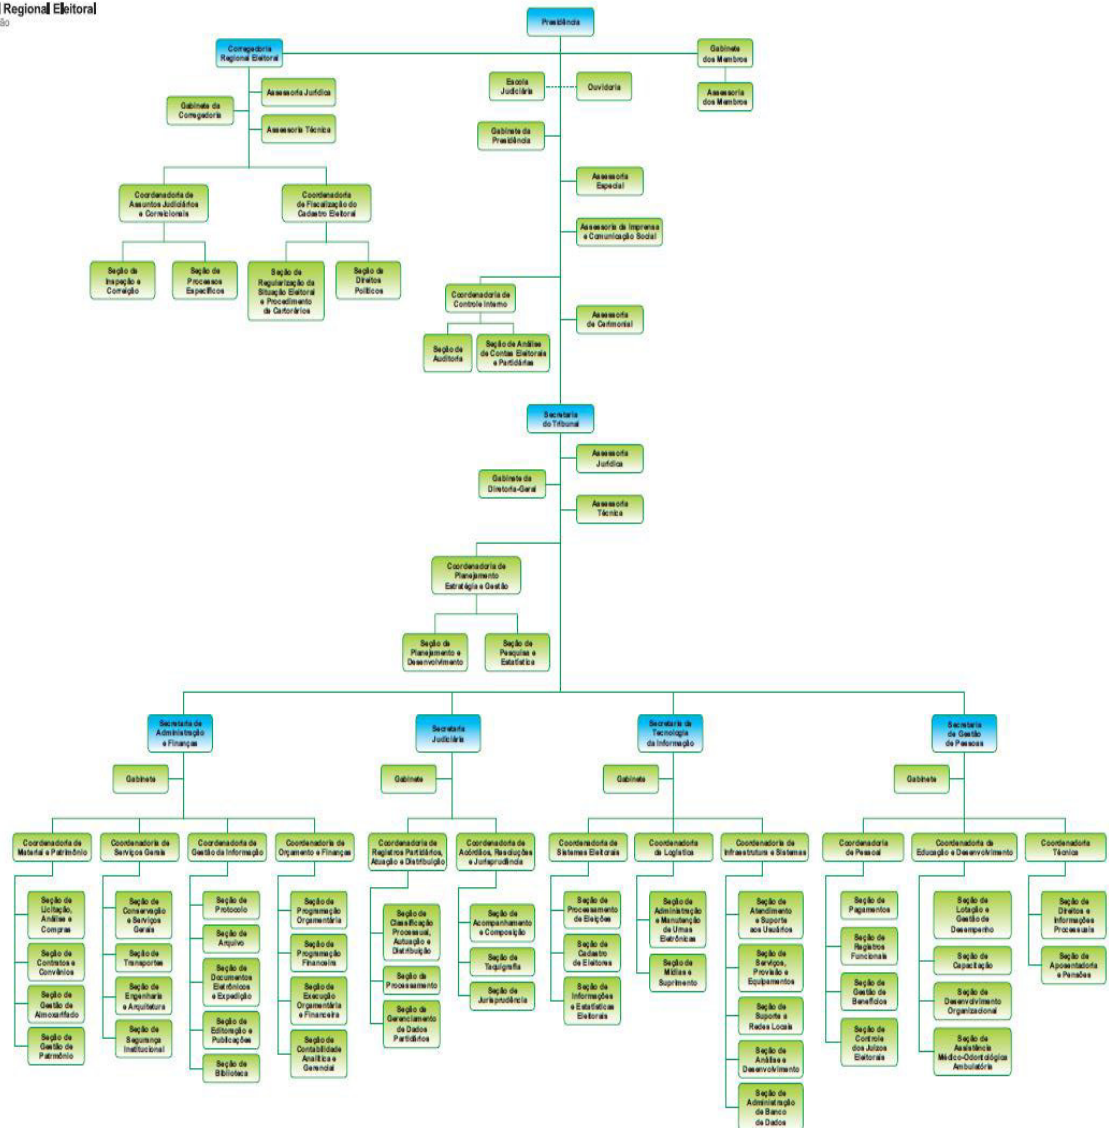 Regional Eleitoral
Presidência
Corregedoria
Regional Eleitoral
Gabinete
dos Membros
Assessoria
dos Membros
Escola
Judiciária
Ouvidoria
Assessoria Jurídica
Gabinete da
Corregedoria
Assessoria Técnica
Gabinete da
Presidência
Assessoria
Especial
Coordenadoria de
Assuntos Judiciários
e Correicionais
Coordenadoria
de Fiscalização do
Cadastro Eleitoral
Assessoria de Imprensa
e Comunicação Social
Seção de
Inspeção e
Correição
Seção de
Processos
Específicos
Seção de
Regularização da
Situação Eleitoral
e Procedimento
de Cartorários
Seção de
Direitos
Políticos
Coordenadoria de
Controle Interno
Assessoria
de Cerimonial
Seção de
Auditoria
Seção de Análise
de Contas Eleitorais
e Partidárias
Secretaria
do Tribunal
Assessoria
Jurídica
Gabinete da
Diretoria-Geral
Assessoria
Técnica
Coordenadoria de
Planejamento
Estratégia e Gestão
Seção de
Planejamento e
Desenvolvimento
Seção de
Pesquisa e
Estatística
Secretaria de
Administração
e Finanças
Secretaria
Judiciária
Secretaria de
Tecnologia
da Informação
Secretaria
de Gestão
de Pessoas
Gabinete
Gabinete
Gabinete
Gabinete
Coordenadoria de
Material e Patrimônio
Coordenadoria de
Serviços Gerais
Coordenadoria de
Gestão da Informação
Coordenadoria de
Orçamento e Finanças
Coordenadoria de
Registros Partidários,
Atuação e Distribuição
Coordenadoria de
Acórdãos, Resoluções
e Jurisprudência
Coordenadoria de
Sistemas Eleitorais
Coordenadoria
de Logística
Coordenadoria de
Infraestrutura e Sistemas
Coordenadoria
de Pessoal
Coordenadoria de
Educação e Desenvolvimento
Coordenadoria
Técnica
Seção de
Licitação,
Análise e
Compras
Seção de
Contratos e
Convênios
Seção de
Gestão de
Almoxarifado
Seção de
Gestão de
Patrimônio
Seção de
Conservação
e Serviços
Gerais
Seção de
Transportes
Seção de
Engenharia
e Arquitetura
Seção de
Segurança
Institucional
Seção de
Protocolo
Seção de
Arquivo
Seção de
Documentos
Eletrônicos
e Expedição
Seção de
Editoração e
Publicações
Seção de
Biblioteca
Seção de
Programação
Orçamentária
Seção de
Programação
Financeira
Seção de
Execução
Orçamentária
e Financeira
Seção de
Contabilidade
Analítica e
Gerencial
Seção de
Classificação
Processual,
Autuação e
Distribuição
Seção de
Processamento
Seção de
Gerenciamento
de Dados
Partidários
Seção de
Acompanhamento
e Composição
Seção de
Taquigrafia
Seção de
Jurisprudência
Seção de
Processamento
de Eleições
Seção de
Cadastro
de Eleitores
Seção de
Informações
e Estatísticas
Eleitorais
Seção de
Administração
e Manutenção
de Urnas
Eletrônicas
Seção de
Mídias e
Suprimento
Seção de
Atendimento
e Suporte
aos Usuários
Seção de
Serviços,
Provisão e
Equipamentos
Seção de
Suporte a
Redes Locais
Seção de
Análise e
Desenvolvimento
Seção de
Administração
de Banco
de Dados
Seção de
Pagamentos
Seção de
Registros
Funcionais
Seção de
Gestão de
Benefícios
Seção de
Controle
dos Juízos
Eleitorais
Seção de
Lotação e
Gestão de
Desempenho
Seção de
Capacitação
Seção de
Desenvolvimento
Organizacional
Seção de
Assistência
Médico-Odontológica
Ambulatória
Seção de
Direitos e
Informações
Processuais
Seção de
Aposentadoria
e Pensões